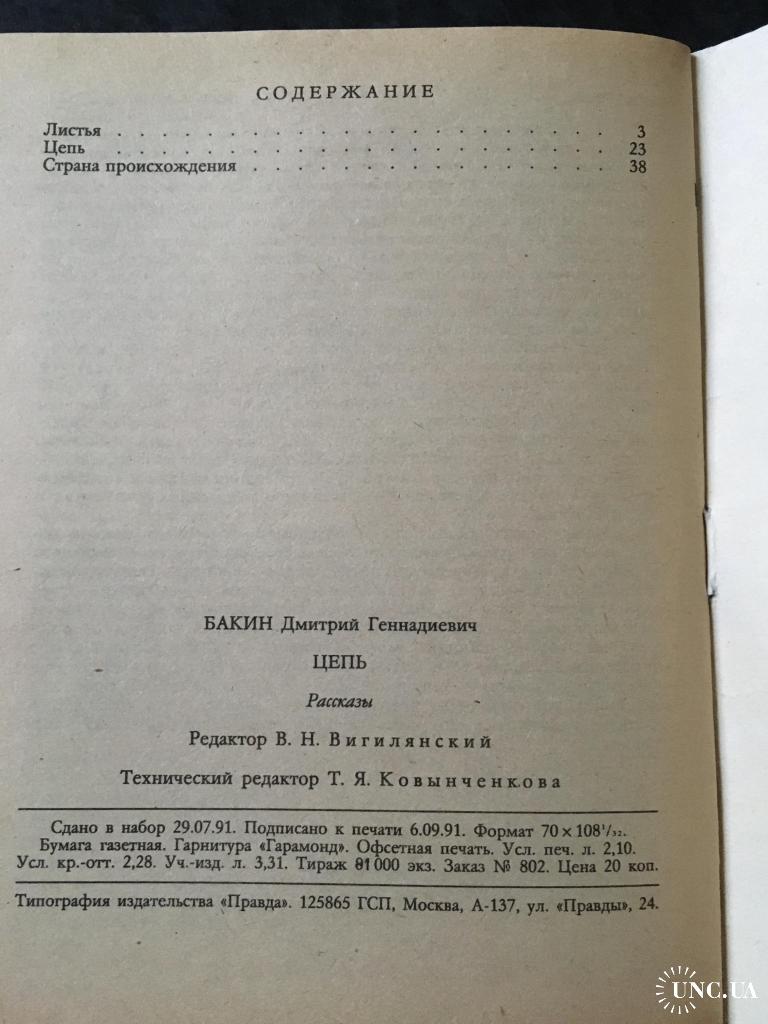 СОДЕРЖАНИЕ
Листья . . . . . . . . . . . . . . . . . . 3
Цепь . . . . . . . . . . . . . . . . . . . 23
Страна происхождения . . . . . . . . . . . . . . 38
БАКИН Дмитрий Геннадиевич
ЦЕПЬ
Рассказы
Редактор В. Н. Вигилянский
Технический редактор Т. Я. Ковынченкова
Сдано в набор 29.07.91. Подписано к печати 6.09.91. Формат 70×108¹/₃₂.
Бумага газетная. Гарнитура «Гарамонд». Офсетная печать. Усл. печ. л. 2,10.
Усл. кр.-отт. 2,28. Уч.-изд. л. 3,31. Тираж 81 000 экз. Заказ № 802. Цена 20 коп.
Типография издательства «Правда». 125865 ГСП, Москва, А-137, ул. «Правды», 24.
UNC.UA